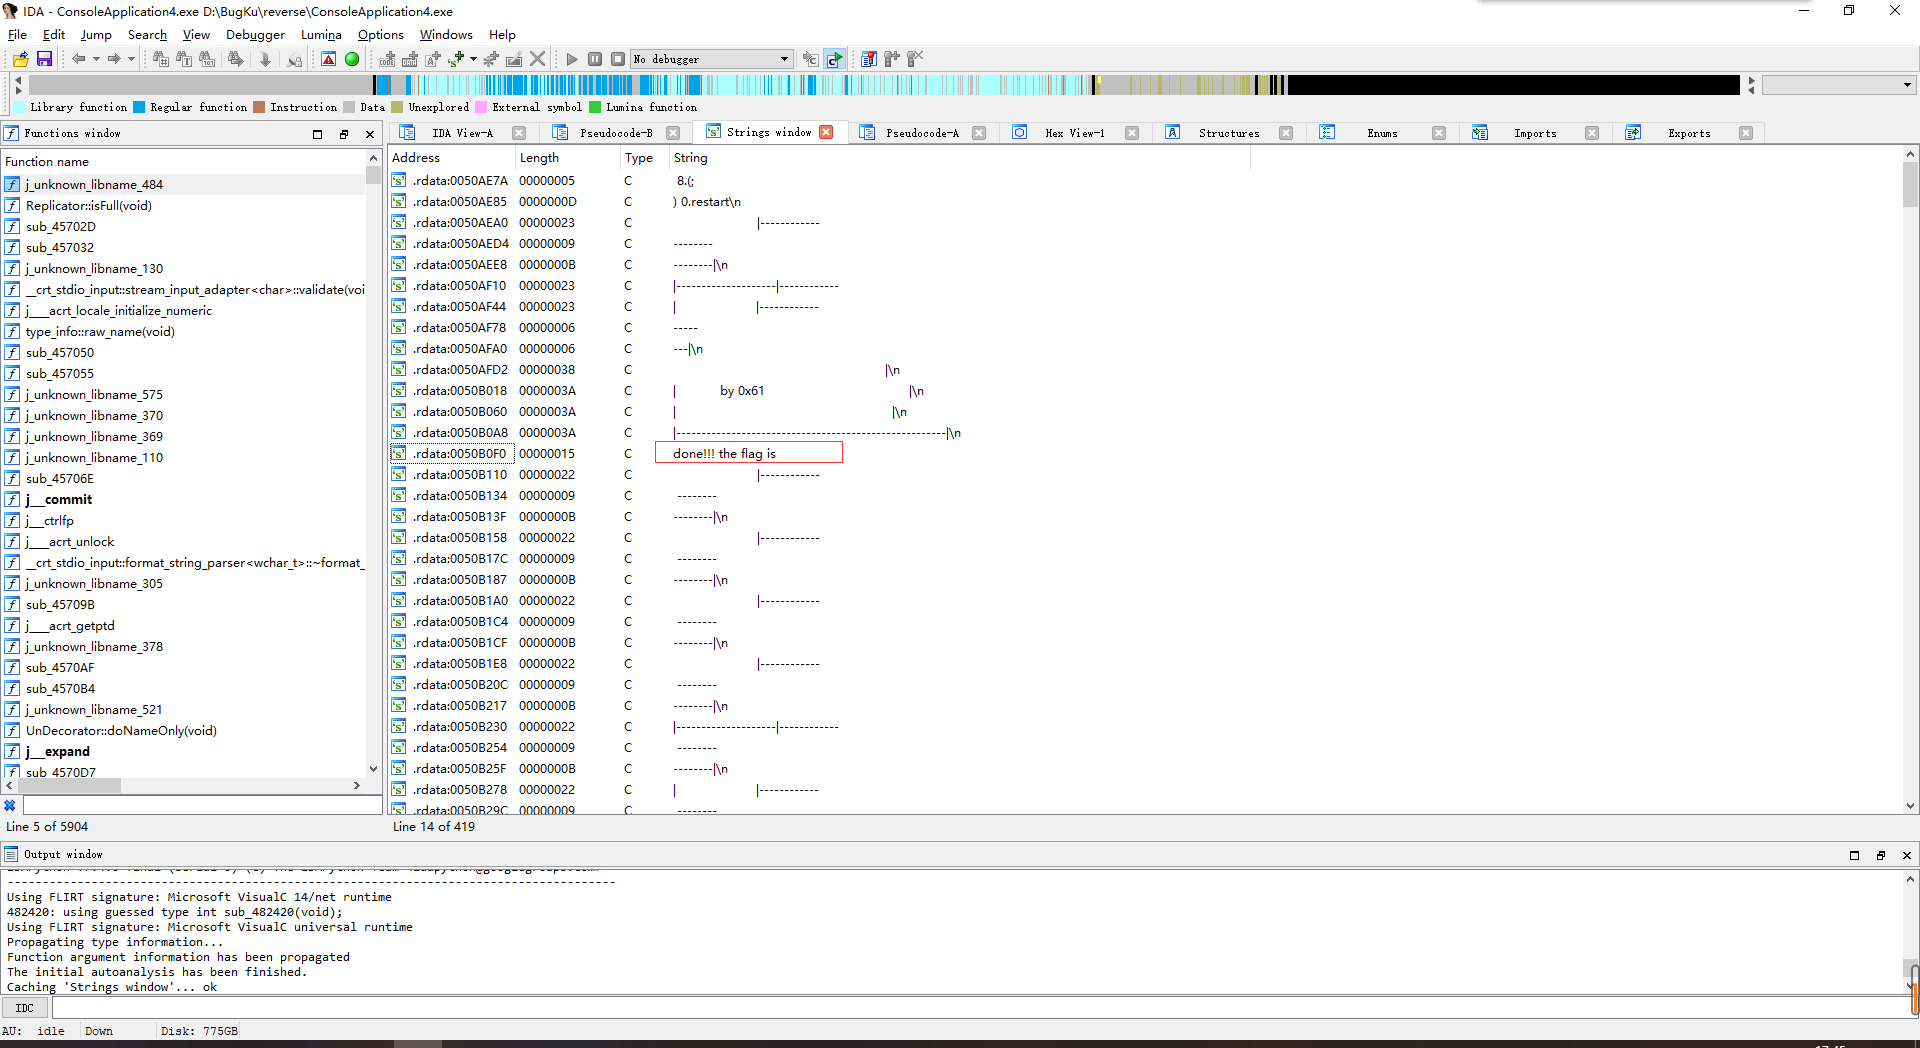 IDA - ConsoleApplication4.exe D:\BugKu\reverse\ConsoleApplication4.exe
File Edit Jump Search View Debugger Lumina Options Windows Help
No debugger
Library function Regular function Instruction Data Unexplored External symbol Lumina function
Functions window
IDA View-A Pseudocode-B Strings window Pseudocode-A Hex View-1 Structures Enums Imports Exports
Function name
j_unknown_libname_484
Replicator::isFull(void)
sub_45702D
sub_457032
j_unknown_libname_130
__crt_stdio_input::stream_input_adapter<char>::validate(voi
j___acrt_locale_initialize_numeric
type_info::raw_name(void)
sub_457050
sub_457055
j_unknown_libname_575
j_unknown_libname_370
j_unknown_libname_369
j_unknown_libname_110
sub_45706E
j__commit
j__ctrlfp
j___acrt_unlock
__crt_stdio_input::format_string_parser<wchar_t>::~format_
j_unknown_libname_305
sub_45709B
j___acrt_getptd
j_unknown_libname_378
sub_4570AF
sub_4570B4
j_unknown_libname_521
UnDecorator::doNameOnly(void)
j__expand
sub_4570D7
Line 5 of 5904
Address Length Type String
.rdata:0050AE7A 00000005 C 8.(;
.rdata:0050AE85 0000000D C ) 0.restart\n
.rdata:0050AEA0 00000023 C |------------
.rdata:0050AED4 00000009 C --------
.rdata:0050AEE8 0000000B C --------|\n
.rdata:0050AF10 00000023 C |--------------------|------------
.rdata:0050AF44 00000023 C | |------------
.rdata:0050AF78 00000006 C -----
.rdata:0050AFA0 00000006 C ---|\n
.rdata:0050AFD2 00000038 C |\n
.rdata:0050B018 0000003A C | by 0x61 |\n
.rdata:0050B060 0000003A C | |\n
.rdata:0050B0A8 0000003A C |------------------------------------------------------|\n
.rdata:0050B0F0 00000015 C done!!! the flag is
.rdata:0050B110 00000022 C |------------
.rdata:0050B134 00000009 C --------
.rdata:0050B13F 0000000B C --------|\n
.rdata:0050B158 00000022 C |------------
.rdata:0050B17C 00000009 C --------
.rdata:0050B187 0000000B C --------|\n
.rdata:0050B1A0 00000022 C |------------
.rdata:0050B1C4 00000009 C --------
.rdata:0050B1CF 0000000B C --------|\n
.rdata:0050B1E8 00000022 C |------------
.rdata:0050B20C 00000009 C --------
.rdata:0050B217 0000000B C --------|\n
.rdata:0050B230 00000022 C |--------------------|------------
.rdata:0050B254 00000009 C --------
.rdata:0050B25F 0000000B C --------|\n
.rdata:0050B278 00000022 C | |------------
.rdata:0050B29C 00000009 C --------
Line 14 of 419
Output window
Using FLIRT signature: Microsoft VisualC 14/net runtime
482420: using guessed type int sub_482420(void);
Using FLIRT signature: Microsoft VisualC universal runtime
Propagating type information...
Function argument information has been propagated
The initial autoanalysis has been finished.
Caching 'Strings window'... ok
IDC
AU: idle Down Disk: 775GB